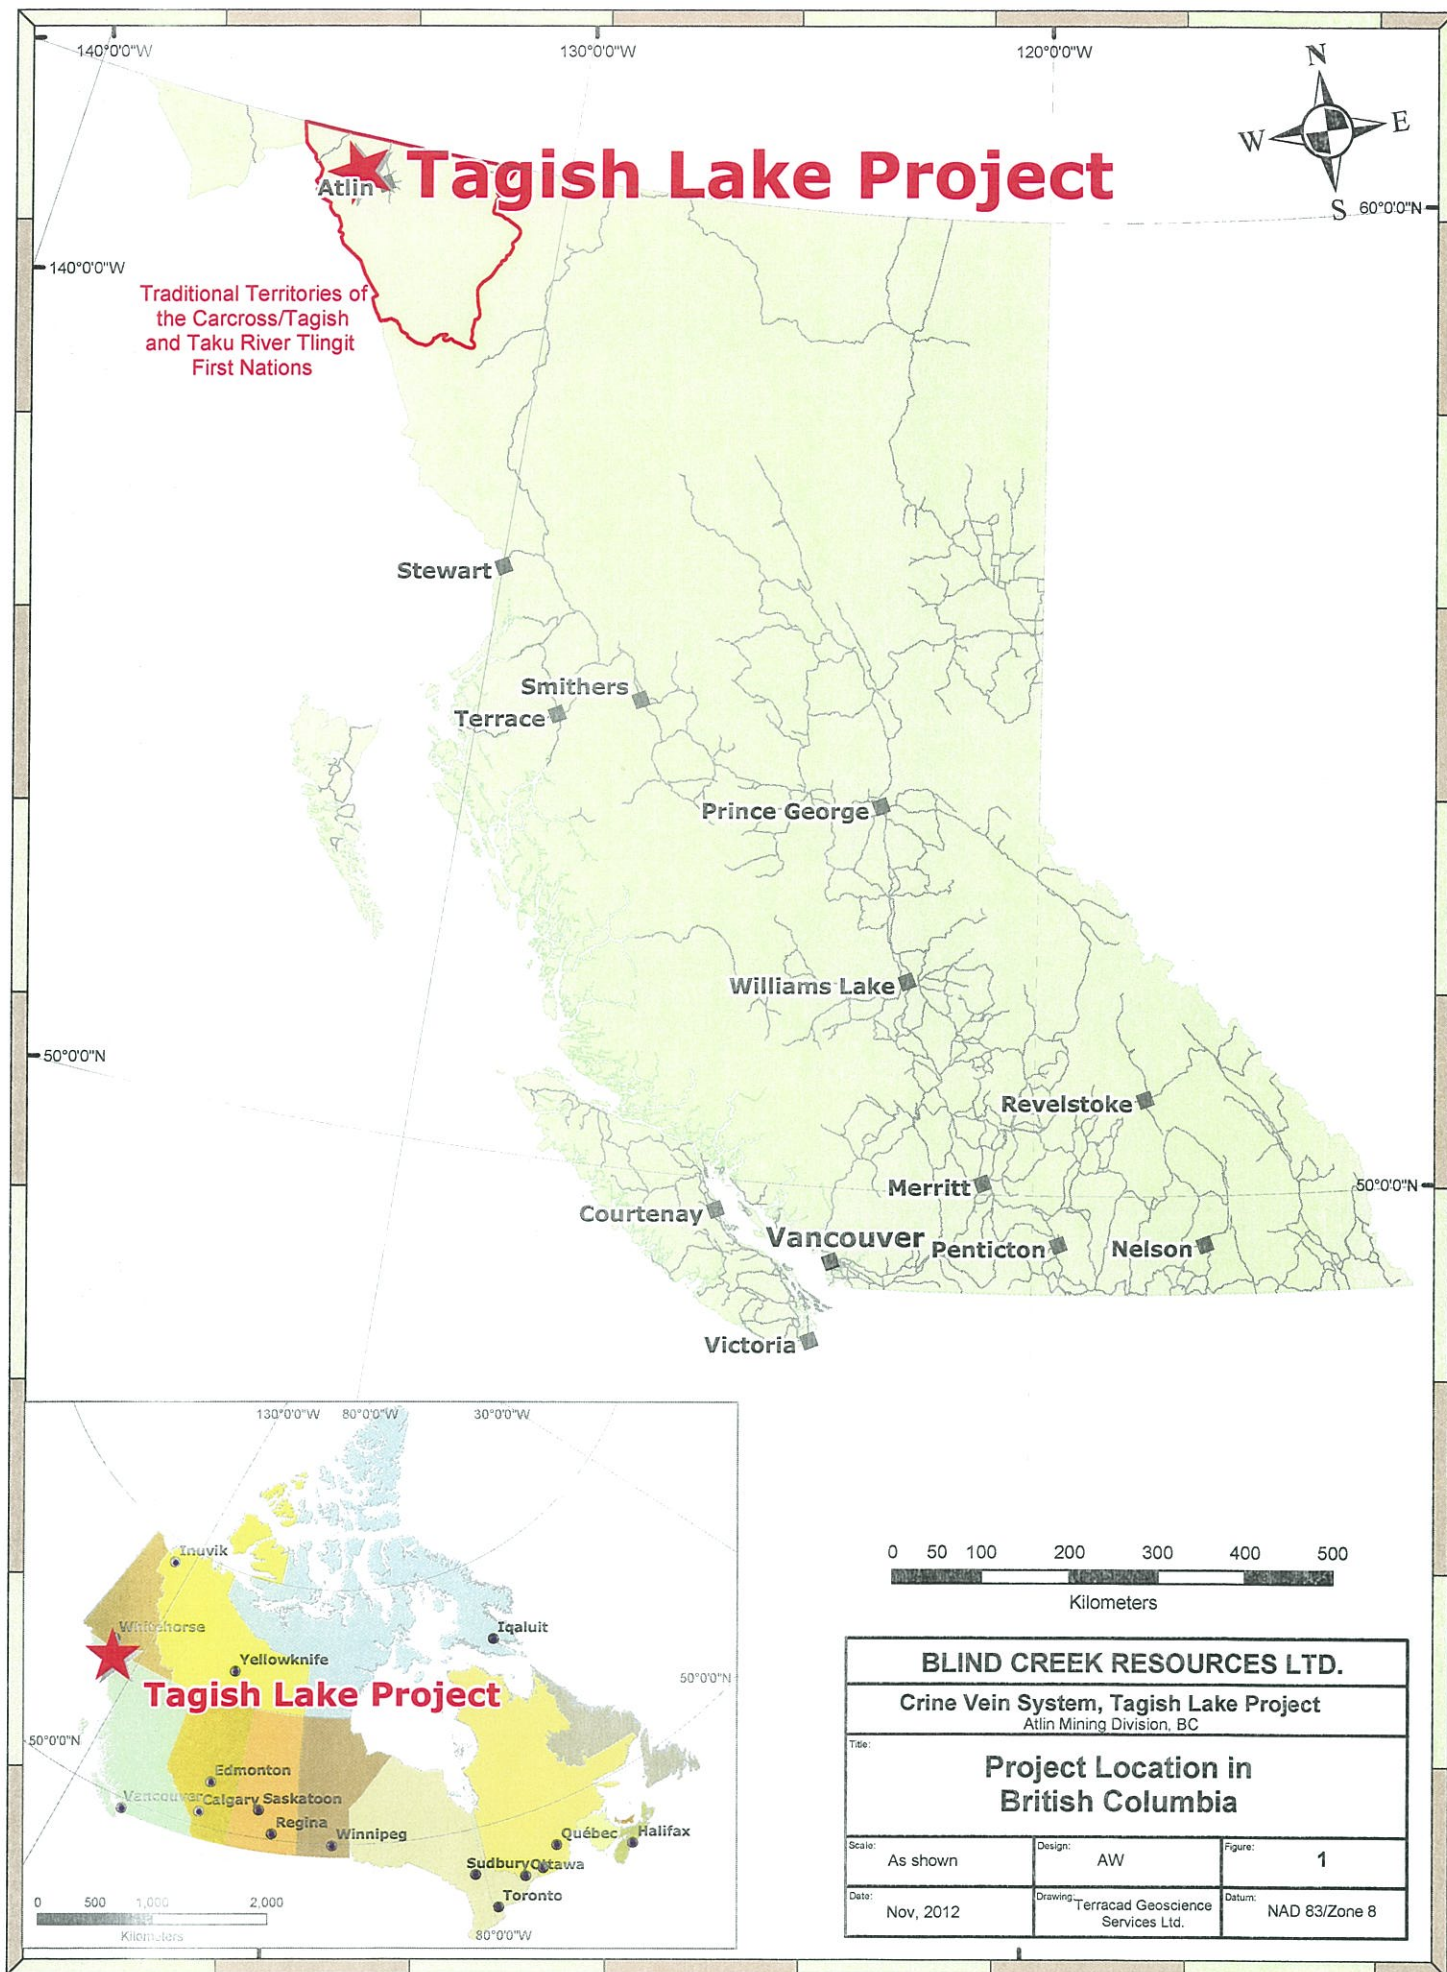 140°0'0"W
130°0'0"W
120°0'0"W
N
W
E
S
60°0'0"N
Tagish Lake Project
Atlin
140°0'0"W
Traditional Territories of
the Carcross/Tagish
and Taku River Tlingit
First Nations
Stewart
Smithers
Terrace
Prince George
Williams Lake
50°0'0"N
Revelstoke
Merritt
50°0'0"N
Courtenay
Vancouver
Penticton
Nelson
Victoria
130°0'0"W
80°0'0"W
30°0'0"W
Inuvik
Whitehorse
Iqaluit
Yellowknife
50°0'0"N
Tagish Lake Project
50°0'0"N
Edmonton
Vancouver
Calgary
Saskatoon
Regina
Winnipeg
Québec
Halifax
Sudbury
Ottawa
Toronto
0 500 1,000 2,000
Kilometers
80°0'0"W
0 50 100 200 300 400 500
Kilometers
BLIND CREEK RESOURCES LTD.
Crine Vein System, Tagish Lake Project
Atlin Mining Division, BC
Title:
Project Location in
British Columbia
Scale:
As shown
Design:
AW
Figure:
1
Date:
Nov, 2012
Drawing:
Terracad Geoscience
Services Ltd.
Datum:
NAD 83/Zone 8